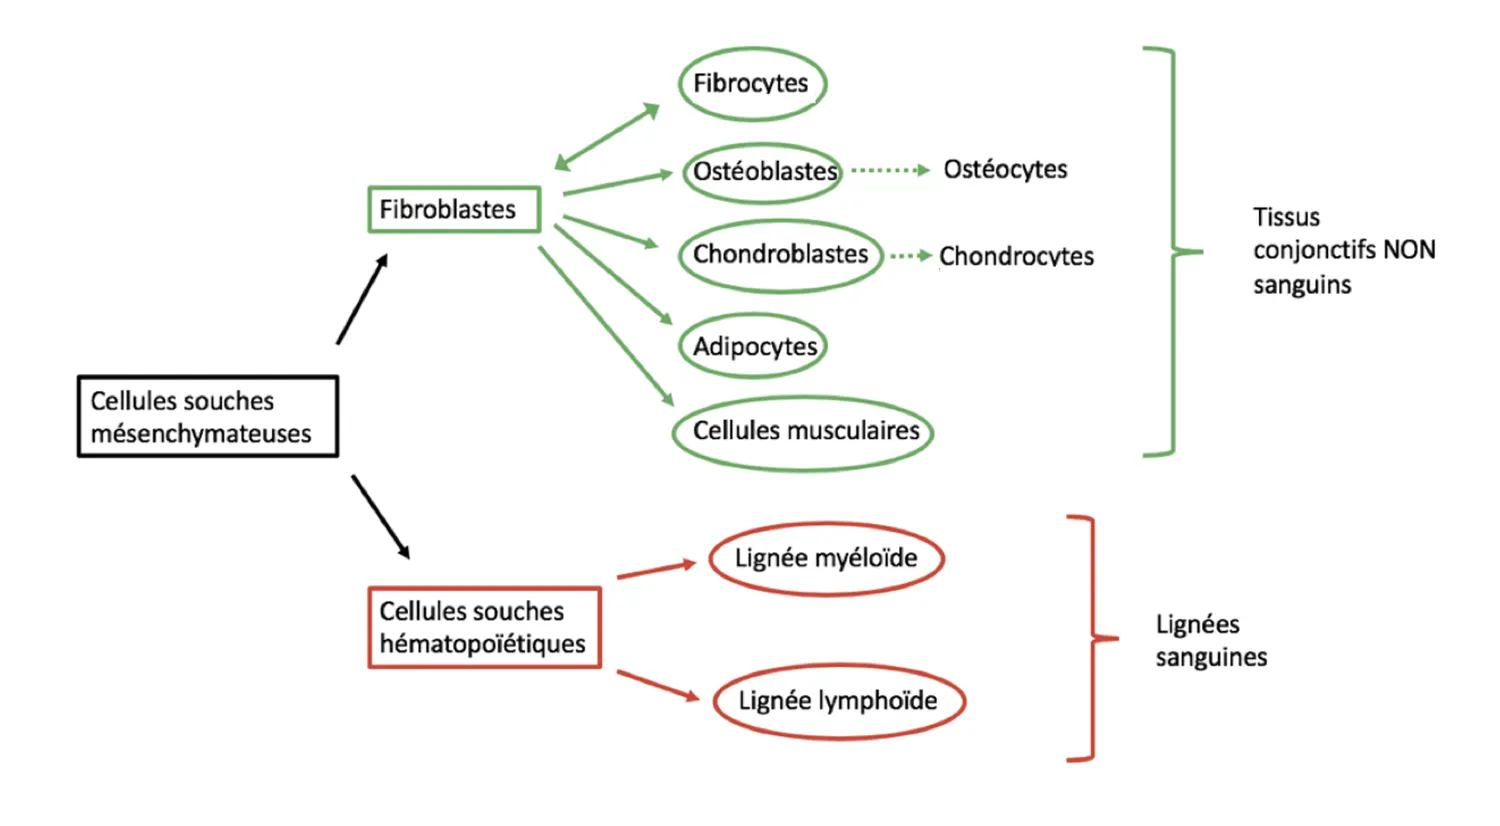 Fibrocytes
Ostéoblastes
Ostéocytes
Fibroblastes
Chondroblastes
Chondrocytes
Tissus
conjonctifs NON
sanguins
Adipocytes
Cellules souches
mésenchymateuses
Cellules musculaires
Lignée myéloïde
Cellules souches
hématopoïétiques
Lignées
sanguines
Lignée lymphoïde